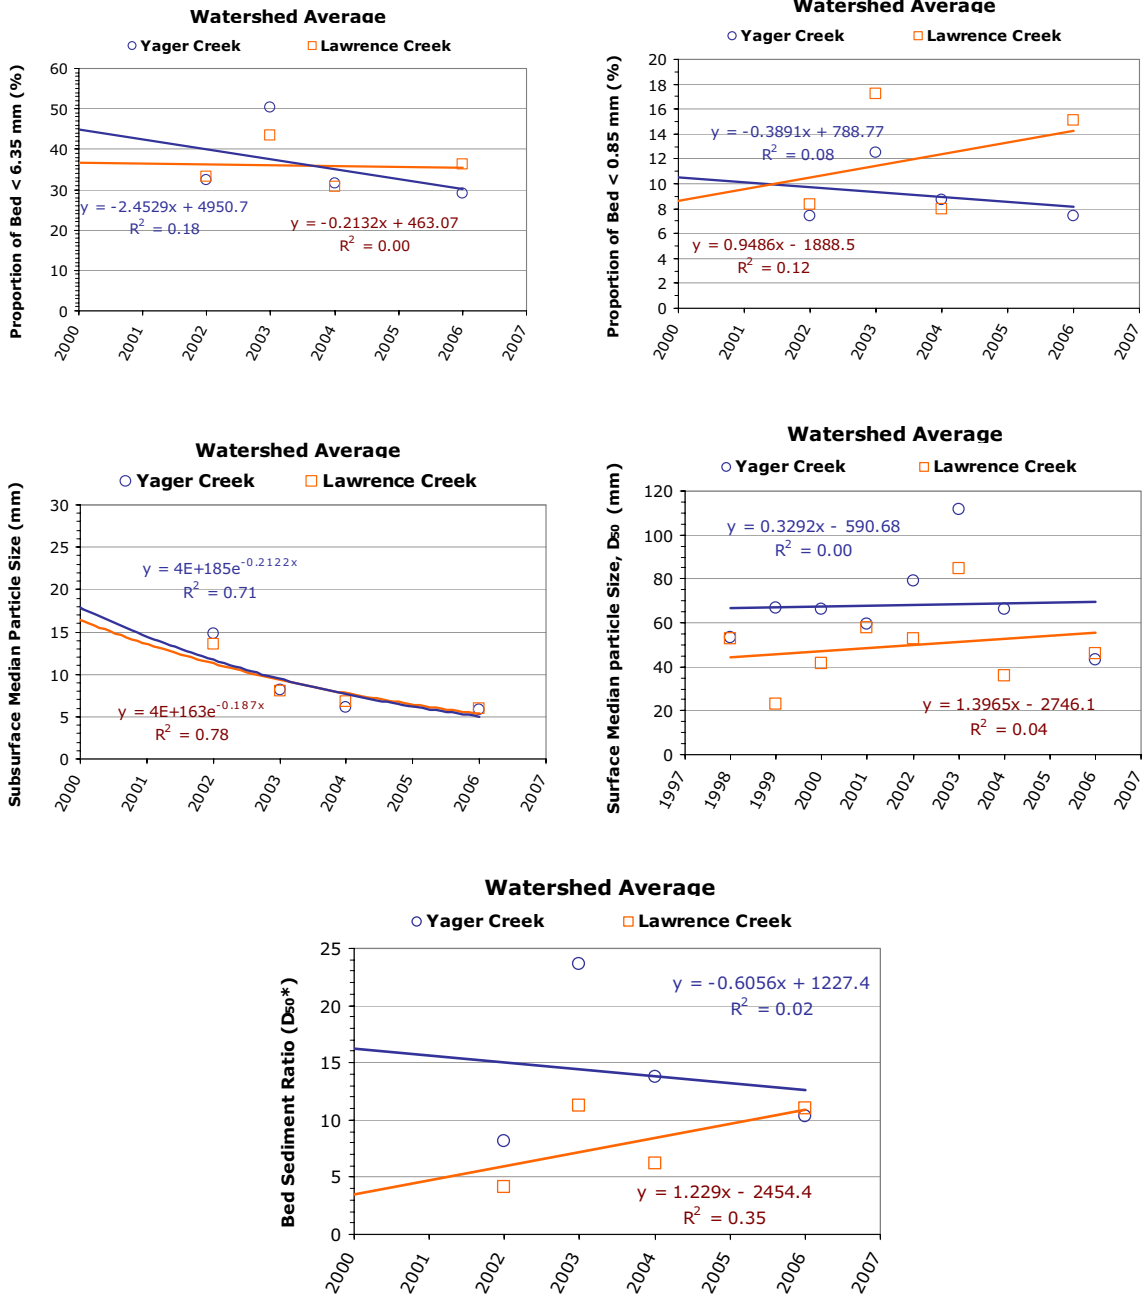 Watershed Average
Yager Creek Lawrence Creek
Proportion of Bed < 6.35 mm (%)
60
50
40
30
20
10
0
y = -2.4529x + 4950.7
R² = 0.18
y = -0.2132x + 463.07
R² = 0.00
2000 2001 2002 2003 2004 2005 2006 2007
Watershed Average
Yager Creek Lawrence Creek
Proportion of Bed < 0.85 mm (%)
20
18
16
14
12
10
8
6
4
2
0
y = -0.3891x + 788.77
R² = 0.08
y = 0.9486x - 1888.5
R² = 0.12
2000 2001 2002 2003 2004 2005 2006 2007
Watershed Average
Yager Creek Lawrence Creek
Subsurface Median Particle Size (mm)
30
25
20
15
10
5
0
y = 4E+185e^-0.2122x
R² = 0.71
y = 4E+163e^-0.187x
R² = 0.78
2000 2001 2002 2003 2004 2005 2006 2007
Watershed Average
Yager Creek Lawrence Creek
Surface Median particle Size, D50 (mm)
120
100
80
60
40
20
0
y = 0.3292x - 590.68
R² = 0.00
y = 1.3965x - 2746.1
R² = 0.04
1997 1998 1999 2000 2001 2002 2003 2004 2005 2006 2007
Watershed Average
Yager Creek Lawrence Creek
Bed Sediment Ratio (D50*)
25
20
15
10
5
0
y = -0.6056x + 1227.4
R² = 0.02
y = 1.229x - 2454.4
R² = 0.35
2000 2001 2002 2003 2004 2005 2006 2007